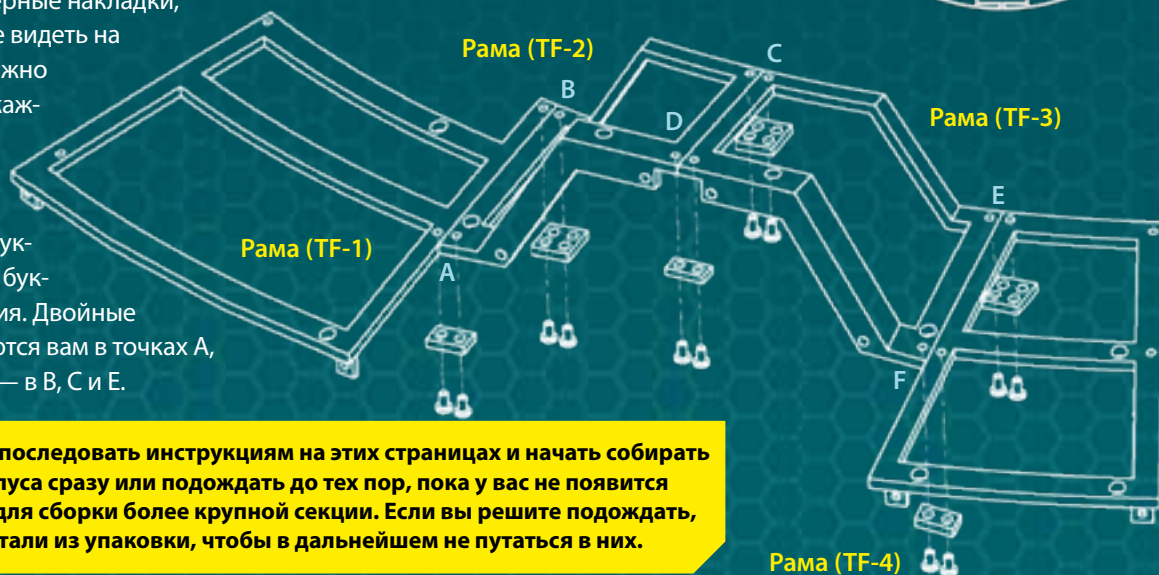 ерные накладки,
е видеть на
жно
каж-
ук-
бук-
ия. Двойные
ются вам в точках А,
— в В, С и Е.
Рама (TF-2)
B
C
D
Рама (TF-3)
E
Рама (TF-1)
A
F
Рама (TF-4)
последовать инструкциям на этих страницах и начать собирать
пуса сразу или подождать до тех пор, пока у вас не появится
для сборки более крупной секции. Если вы решите подождать,
тали из упаковки, чтобы в дальнейшем не путаться в них.